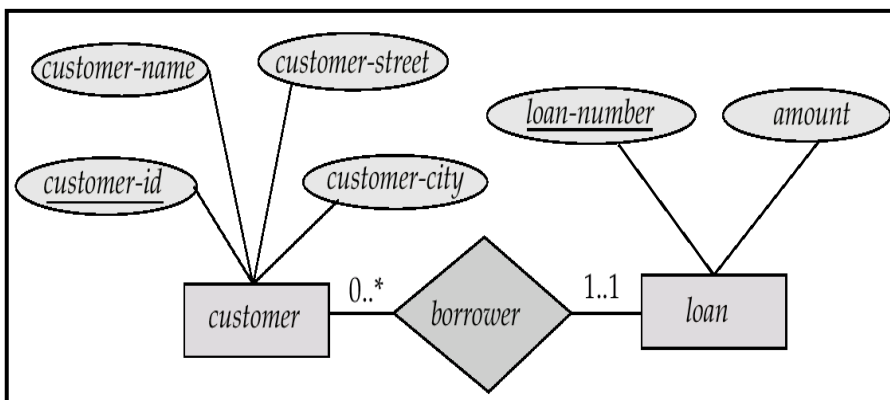 customer-name
customer-street
loan-number
amount
customer-id
customer-city
customer
0..*
borrower
1..1
loan